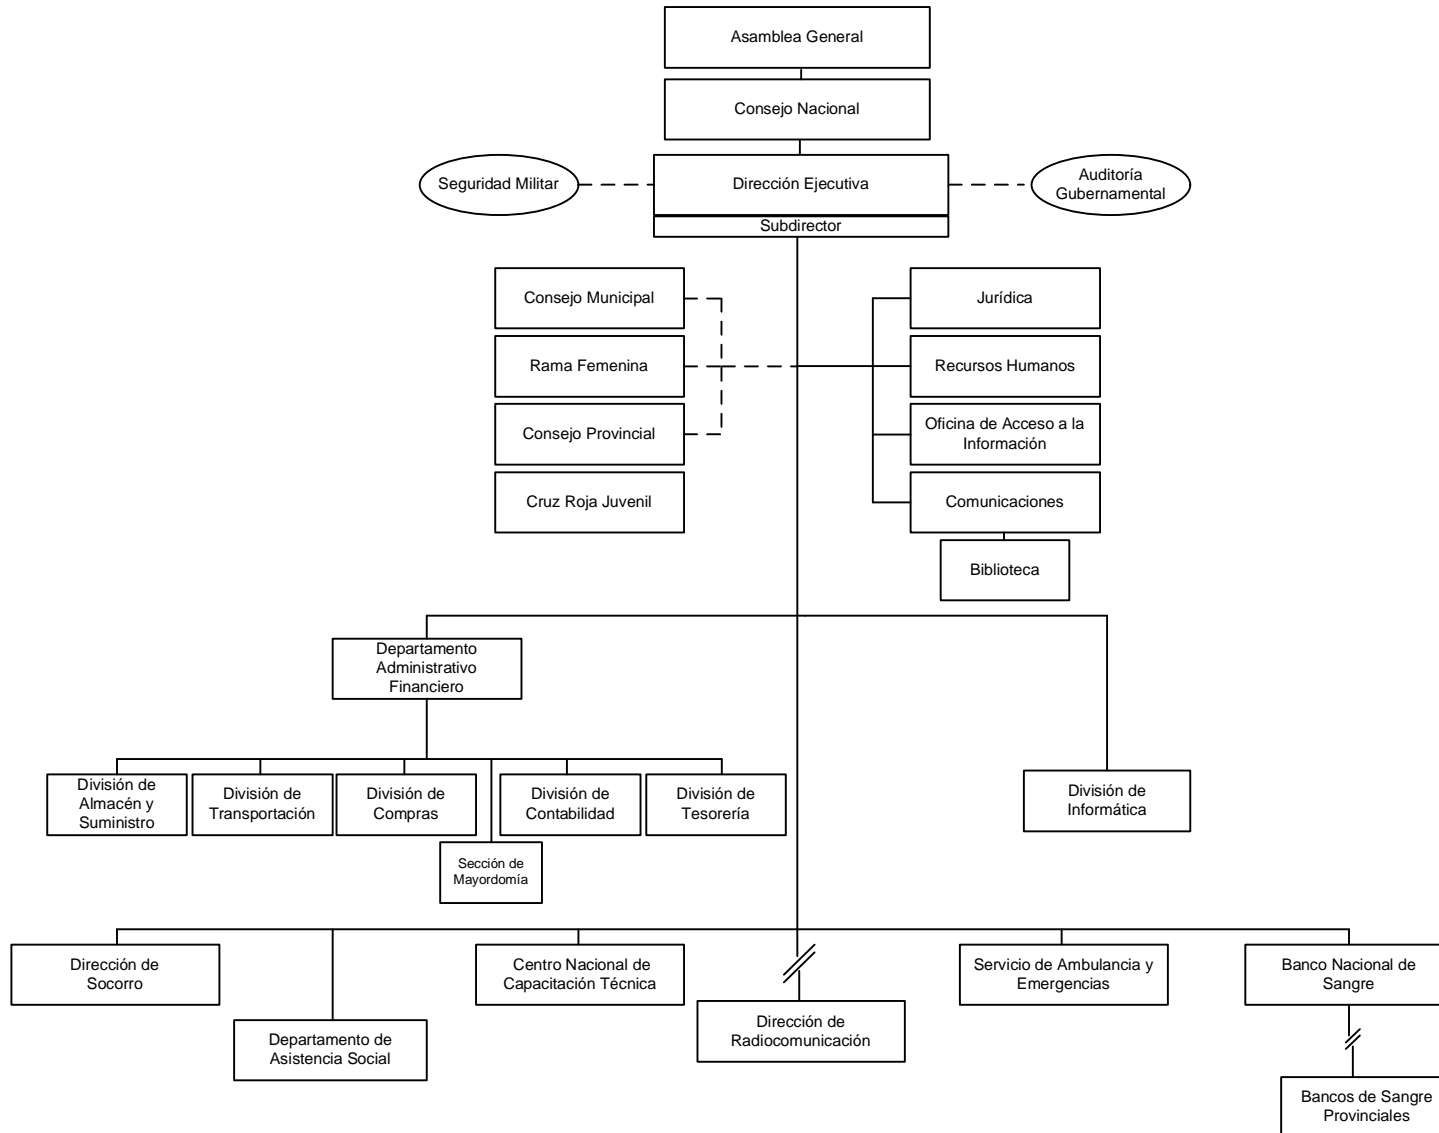 Asamblea General
Consejo Nacional
Seguridad Militar
Dirección Ejecutiva
Auditoría
Gubernamental
Subdirector
Consejo Municipal
Jurídica
Rama Femenina
Recursos Humanos
Consejo Provincial
Oficina de Acceso a la
Información
Cruz Roja Juvenil
Comunicaciones
Biblioteca
Departamento
Administrativo
Financiero
División de
Almacén y
Suministro
División de
Transportación
División de
Compras
División de
Contabilidad
División de
Tesorería
División de
Informática
Sección de
Mayordomía
Dirección de
Socorro
Centro Nacional de
Capacitación Técnica
Servicio de Ambulancia y
Emergencias
Banco Nacional de
Sangre
Departamento de
Asistencia Social
Dirección de
Radiocomunicación
Bancos de Sangre
Provinciales